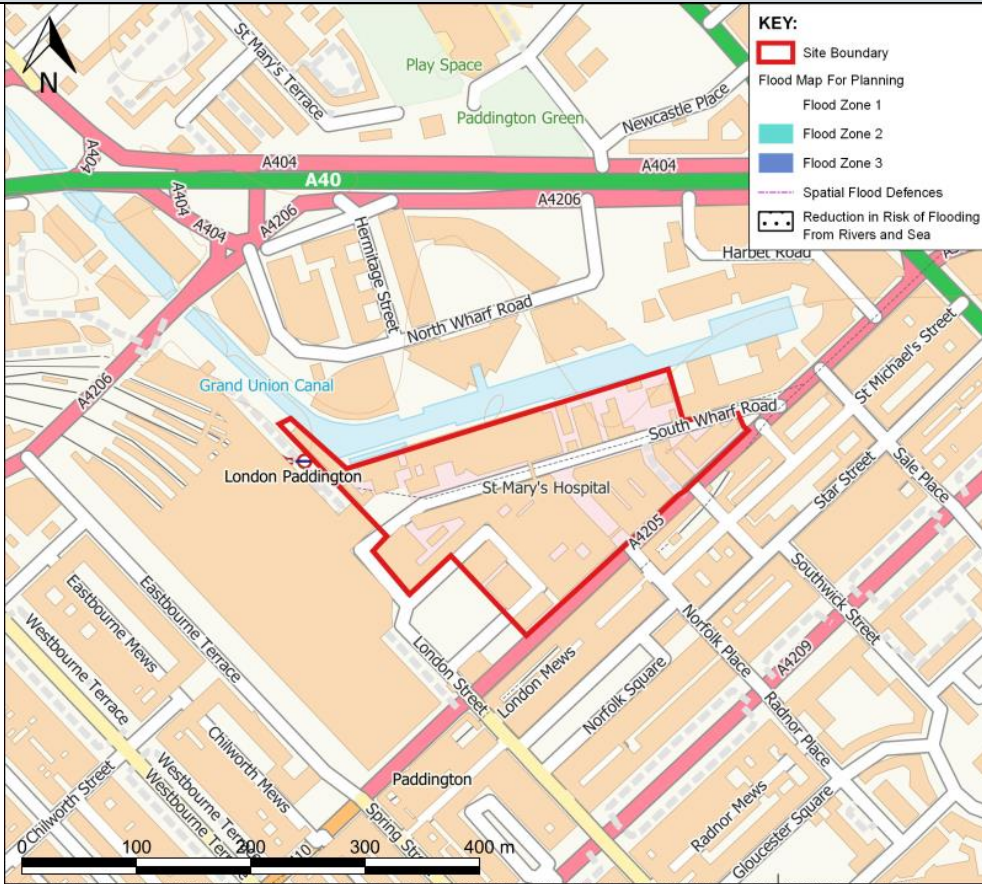 KEY:
Site Boundary
Flood Map For Planning
Flood Zone 1
Flood Zone 2
Flood Zone 3
Spatial Flood Defences
Reduction in Risk of Flooding
From Rivers and Sea
N
St Mary's Terrace
Play Space
Paddington Green
Newcastle Place
A404
A404
A404
A40
A404
A404
A4206
A4206
Hermitage Street
Harbet Road
North Wharf Road
St Michael's Street
Grand Union Canal
A4206
South Wharf Road
London Paddington
St Mary's Hospital
Star Street
Sale Place
A4205
Southwick Street
Eastbourne Mews
Eastbourne Terrace
Westbourne Terrace
London Street
London Mews
Norfolk Square
Norfolk Place
A4209
Radnor Place
Chilworth Mews
Chilworth Street
Westbourne
Westbourne
Paddington
Spring
Radnor Mews
Gloucester Square
0 100 200 300 400 m